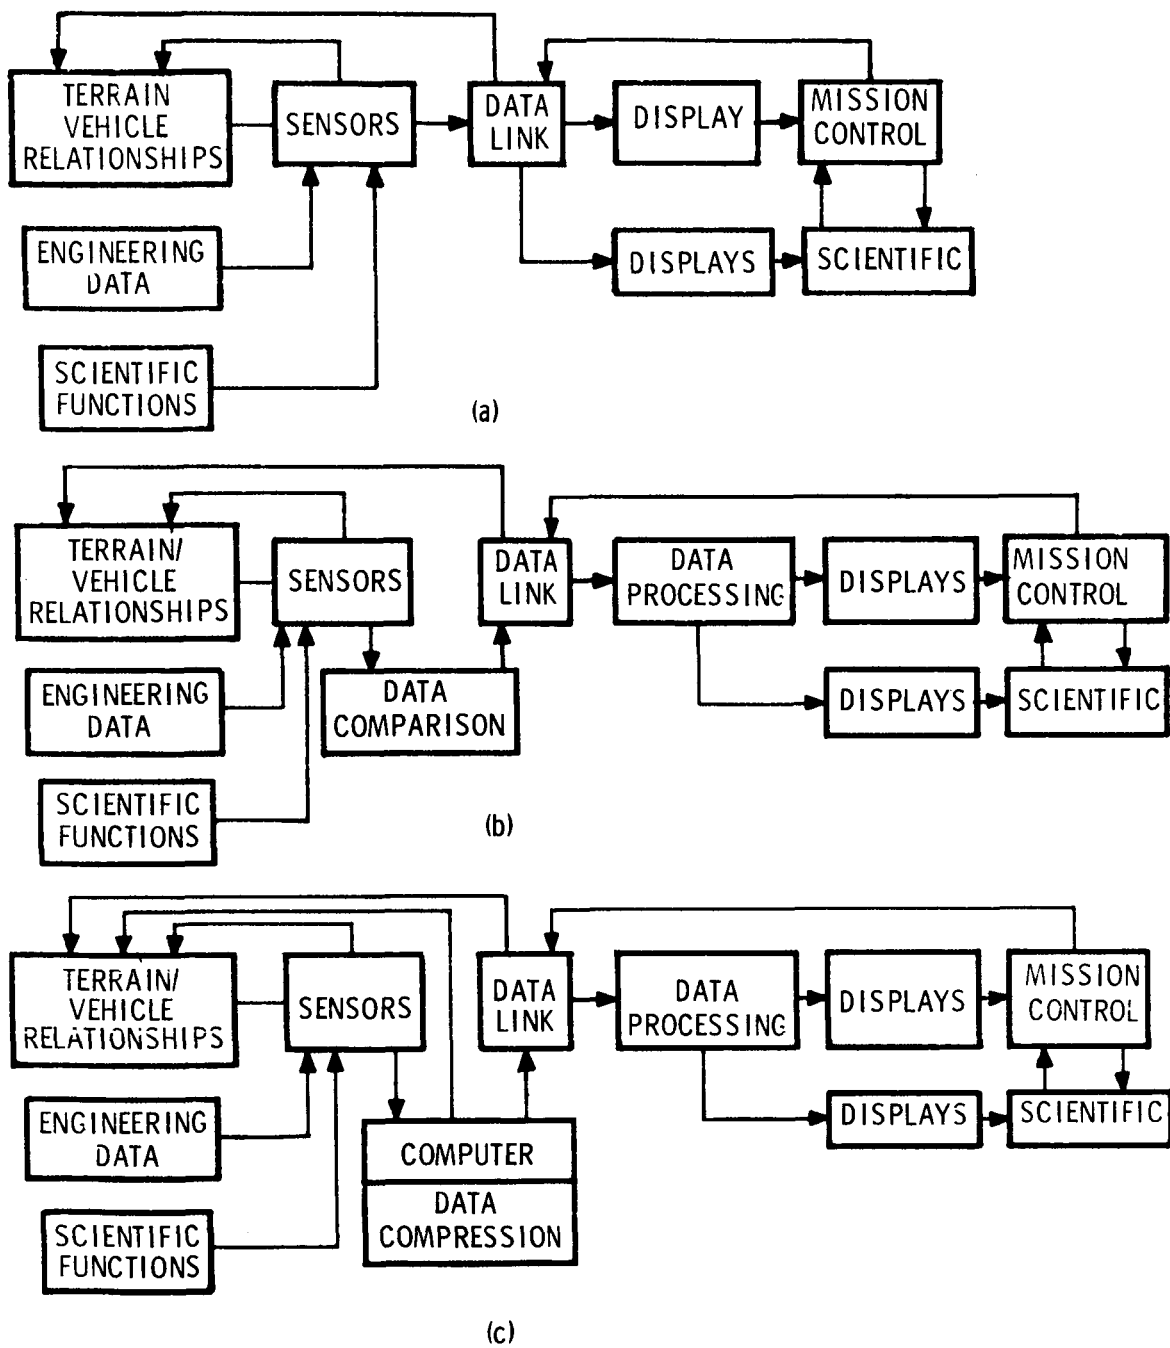 TERRAIN
VEHICLE
RELATIONSHIPS
SENSORS
DATA
LINK
DISPLAY
MISSION
CONTROL
ENGINEERING
DATA
DISPLAYS
SCIENTIFIC
SCIENTIFIC
FUNCTIONS
(a)
TERRAIN/
VEHICLE
RELATIONSHIPS
SENSORS
DATA
LINK
DATA
PROCESSING
DISPLAYS
MISSION
CONTROL
ENGINEERING
DATA
DATA
COMPARISON
DISPLAYS
SCIENTIFIC
SCIENTIFIC
FUNCTIONS
(b)
TERRAIN/
VEHICLE
RELATIONSHIPS
SENSORS
DATA
LINK
DATA
PROCESSING
DISPLAYS
MISSION
CONTROL
ENGINEERING
DATA
COMPUTER
DATA
COMPRESSION
DISPLAYS
SCIENTIFIC
SCIENTIFIC
FUNCTIONS
(c)